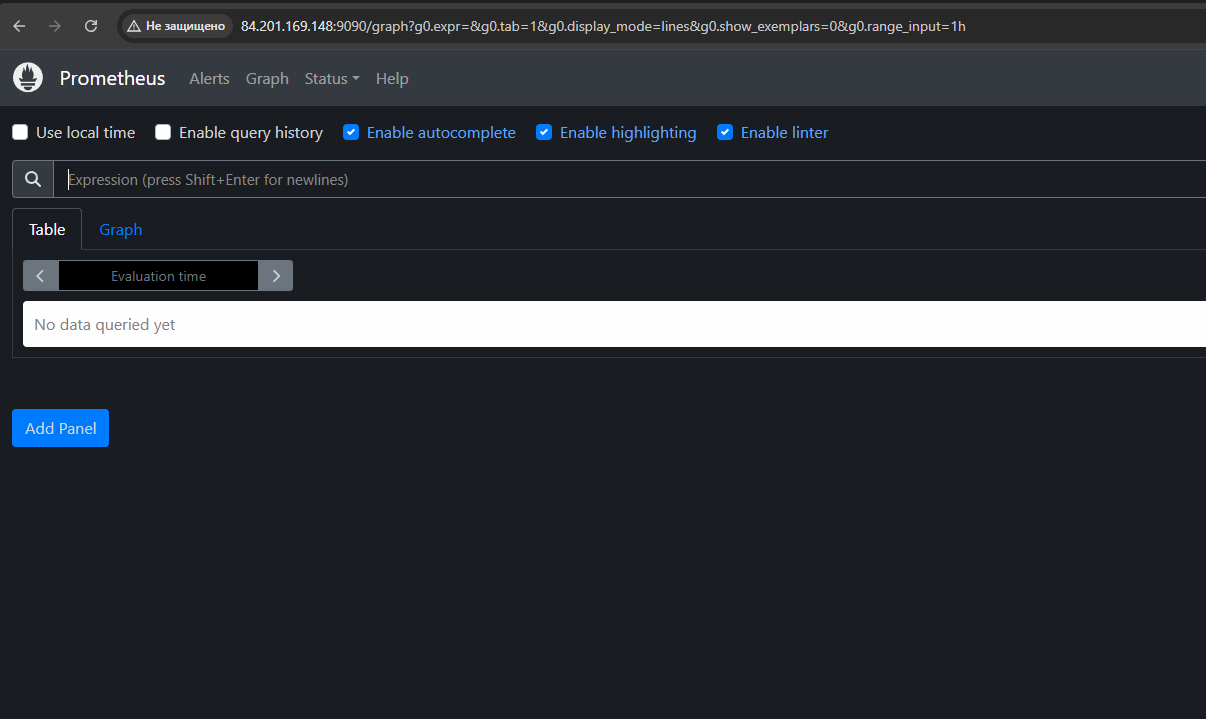 Не защищено 84.201.169.148:9090/graph?g0.expr=&g0.tab=1&g0.display_mode=lines&g0.show_exemplars=0&g0.range_input=1h
Prometheus Alerts Graph Status Help
Use local time Enable query history Enable autocomplete Enable highlighting Enable linter
Expression (press Shift+Enter for newlines)
Table Graph
Evaluation time
No data queried yet
Add Panel